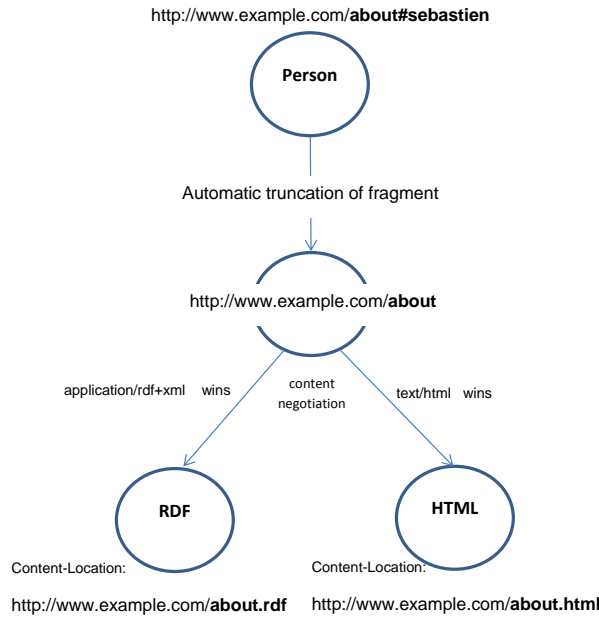 http://www.example.com/about#sebastien
Person
Automatic truncation of fragment
http://www.example.com/about
application/rdf+xml wins
content
negotiation
text/html wins
RDF
HTML
Content-Location:
http://www.example.com/about.rdf
Content-Location:
http://www.example.com/about.html